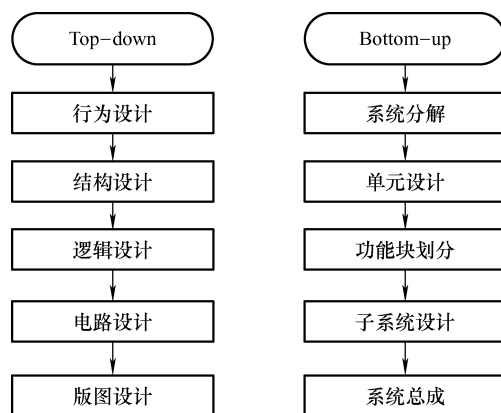 Top-down
行为设计
结构设计
逻辑设计
电路设计
版图设计
Bottom-up
系统分解
单元设计
功能块划分
子系统设计
系统总成